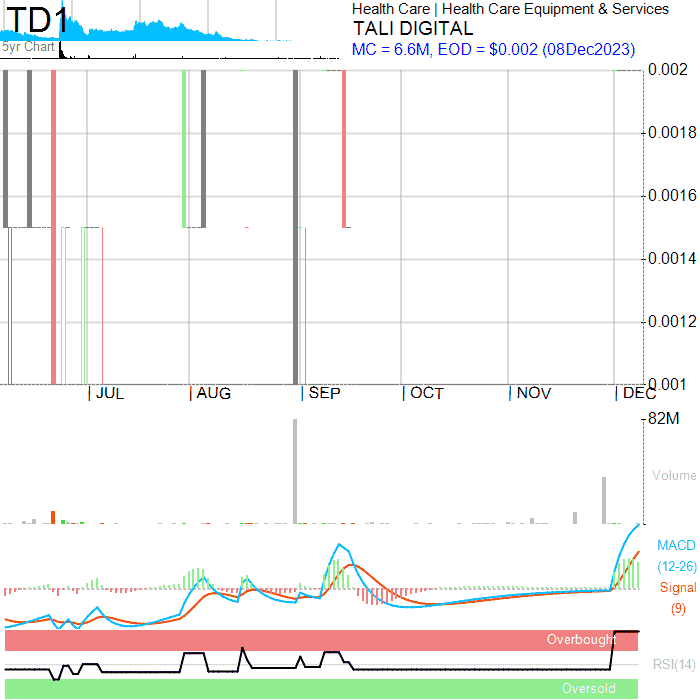 TD1
5yr Chart
Health Care | Health Care Equipment & Services
TALI DIGITAL
MC = 6.6M, EOD = $0.002 (08Dec2023)
0.002
0.0018
0.0016
0.0014
0.0012
0.001
JUL AUG SEP OCT NOV DEC
82M
Volume
MACD
(12-26)
Signal
(9)
Overbought
RSI(14)
Oversold